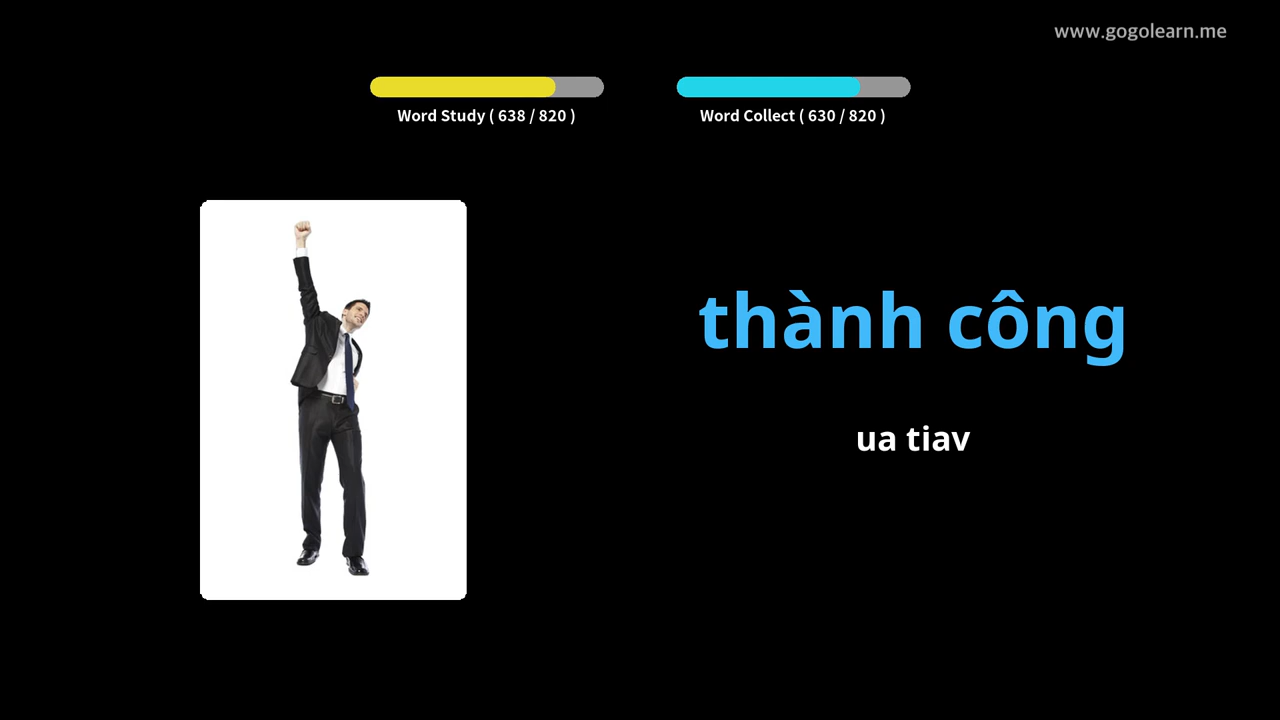 www.gogolearn.me
Word Study ( 638 / 820 )
Word Collect ( 630 / 820 )
thành công
ua tiav